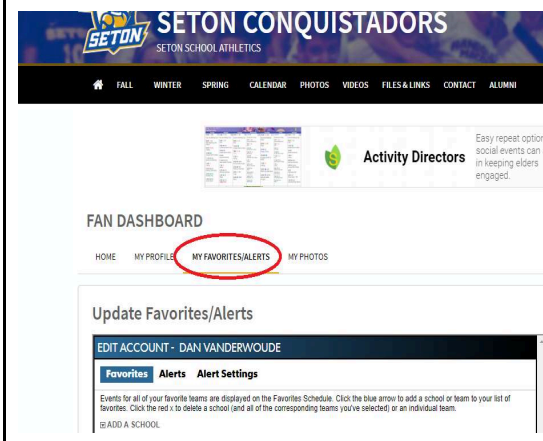 SETON CONQUISTADORS
SETON
SETON SCHOOL ATHLETICS
FALL WINTER SPRING CALENDAR PHOTOS VIDEOS FILES & LINKS CONTACT ALUMNI
Activity Directors
Easy repeat option
social events can
in keeping elders
engaged.
FAN DASHBOARD
HOME MY PROFILE MY FAVORITES/ALERTS MY PHOTOS
Update Favorites/Alerts
EDIT ACCOUNT - DAN VANDERWOUDE
Favorites Alerts Alert Settings
Events for all of your favorite teams are displayed on the Favorites Schedule. Click the blue arrow to add a school or team to your list of
favorites. Click the red x to delete a school (and all of the corresponding teams you've selected) or an individual team.
ADD A SCHOOL